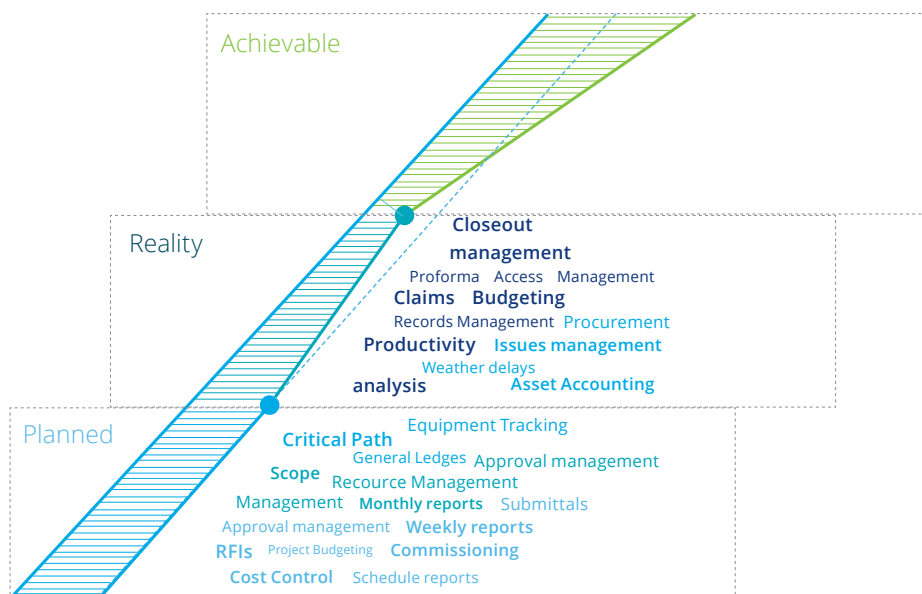 Achievable
Reality
Closeout
management
Proforma Access Management
Claims Budgeting
Records Management Procurement
Productivity Issues management
Weather delays
analysis Asset Accounting
Planned
Equipment Tracking
Critical Path
General Ledges Approval management
Scope
Recource Management
Management Monthly reports Submittals
Approval management Weekly reports
RFIs Project Budgeting Commissioning
Cost Control Schedule reports